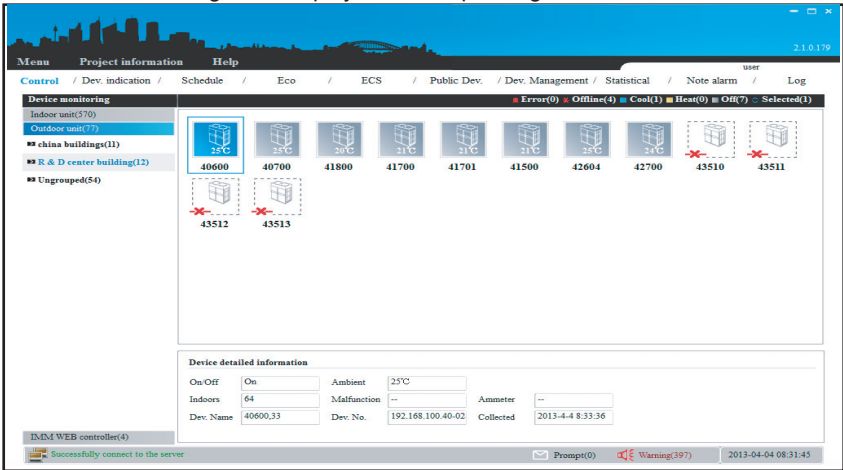 2.1.0.179
Menu Project information Help
user
Control / Dev. indication / Schedule / Eco / ECS / Public Dev. / Dev. Management / Statistical / Note alarm / Log
Device monitoring
Error(0) Offline(4) Cool(1) Heat(0) Off(7) Selected(1)
Indoor unit(570)
Outdoor unit(77)
china buildings(11)
R & D center building(12)
Ungrouped(54)
25℃ 25℃ 20℃ 21℃ 21℃ 21℃ 25℃ 24℃
40600 40700 41800 41700 41701 41500 42604 42700 43510 43511
43512 43513
Device detailed information
On/Off On Ambient 25℃
Indoors 64 Malfunction -- Ammeter --
Dev. Name 40600,33 Dev. No. 192.168.100.40-02 Collected 2013-4-4 8:33:36
IMM WEB controller(4)
Successfully connect to the server Prompt(0) Warning(397) 2013-04-04 08:31:45